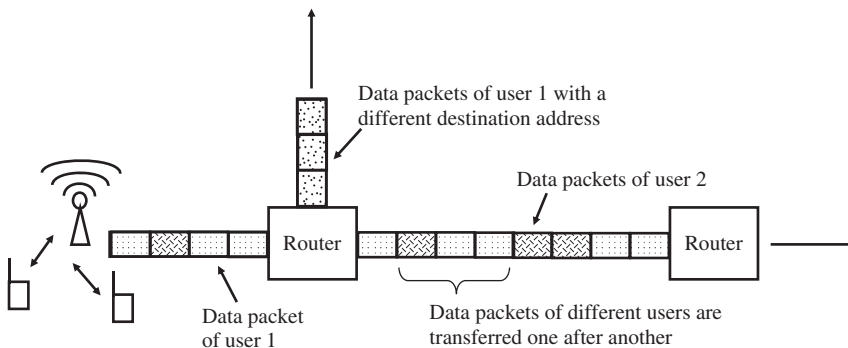 Data packets of user 1 with a
different destination address
Data packets of user 2
Router
Router
Data packet
of user 1
Data packets of different users are
transferred one after another